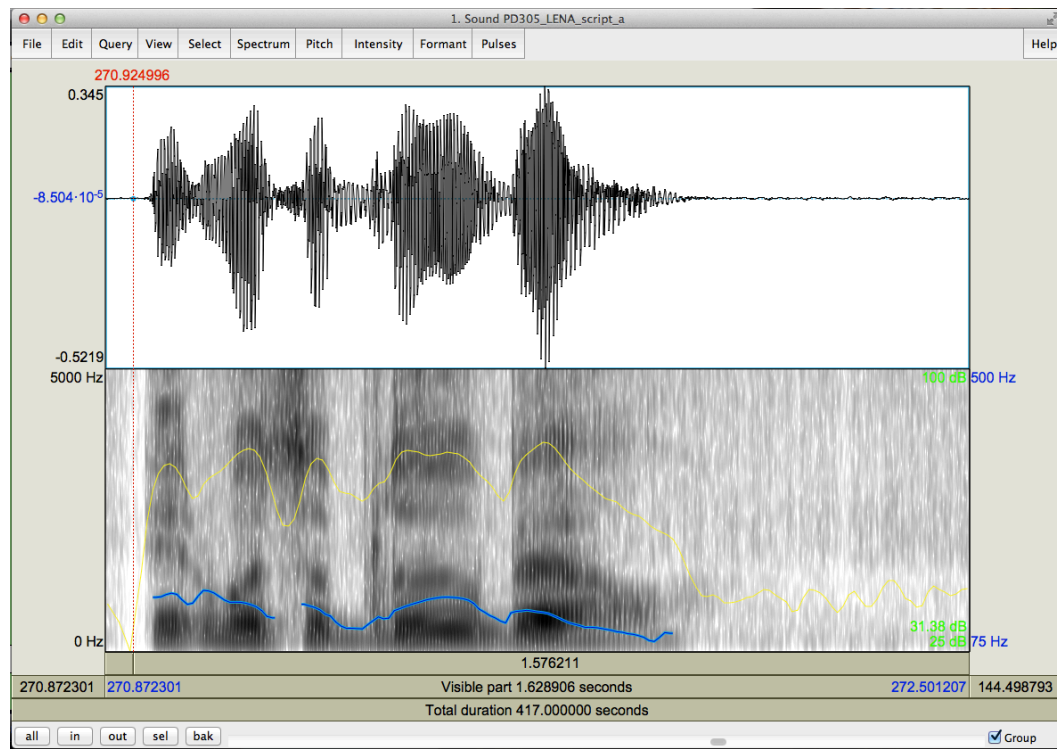 1. Sound PD305_LENA_script_a
File Edit Query View Select Spectrum Pitch Intensity Formant Pulses Help
270.924996
0.345
-8.504·10-5
-0.5219
5000 Hz 100 dB 500 Hz
31.38 dB
0 Hz 25 dB 75 Hz
1.576211
270.872301 270.872301 Visible part 1.628906 seconds 272.501207 144.498793
Total duration 417.000000 seconds
all in out sel bak Group